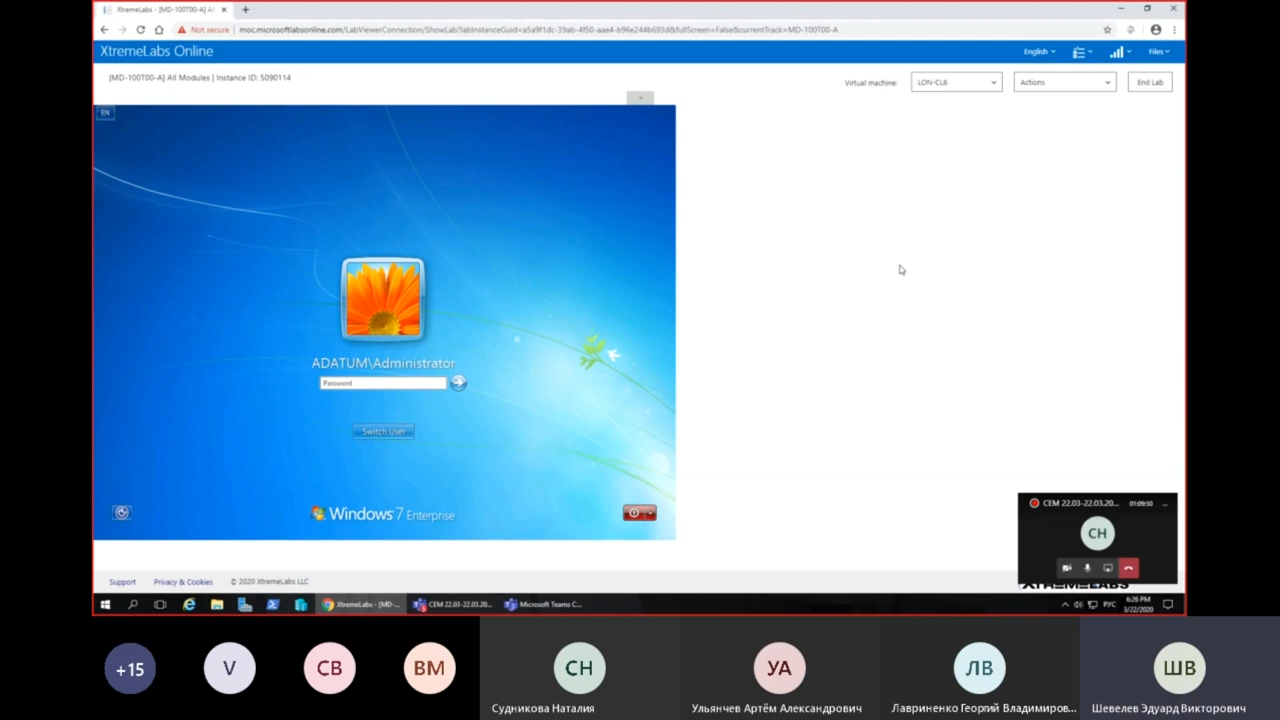 XtremeLabs - [MD-100T00-A] Al
Not secure | moc.microsoftlabsonline.com/LabViewerConnection/ShowLab?labInstanceGuid=a5a9f1dc-39ab-4f50-aae4-b96e244b693d&fullScreen=False&currentTrack=MD-100T00-A
XtremeLabs Online
English
Files
[MD-100T00-A] All Modules | Instance ID: 5090114
Virtual machine:
LON-CL6
Actions
End Lab
EN
ADATUM\Administrator
Password
Switch User
Windows 7 Enterprise
CEM 22.03-22.03.20...
01:09:50
...
CH
Support
Privacy & Cookies
© 2020 XtremeLabs LLC
XTREMELABS
XtremeLabs - [MD-...
CEM 22.03-22.03.20...
Microsoft Teams C...
РУС
6:26 PM
3/22/2020
+15
V
СВ
ВМ
СН
УА
ЛВ
ШВ
Судникова Наталия
Ульянчев Артём Александрович
Лавриненко Георгий Владимиров...
Шевелев Эдуард Викторович